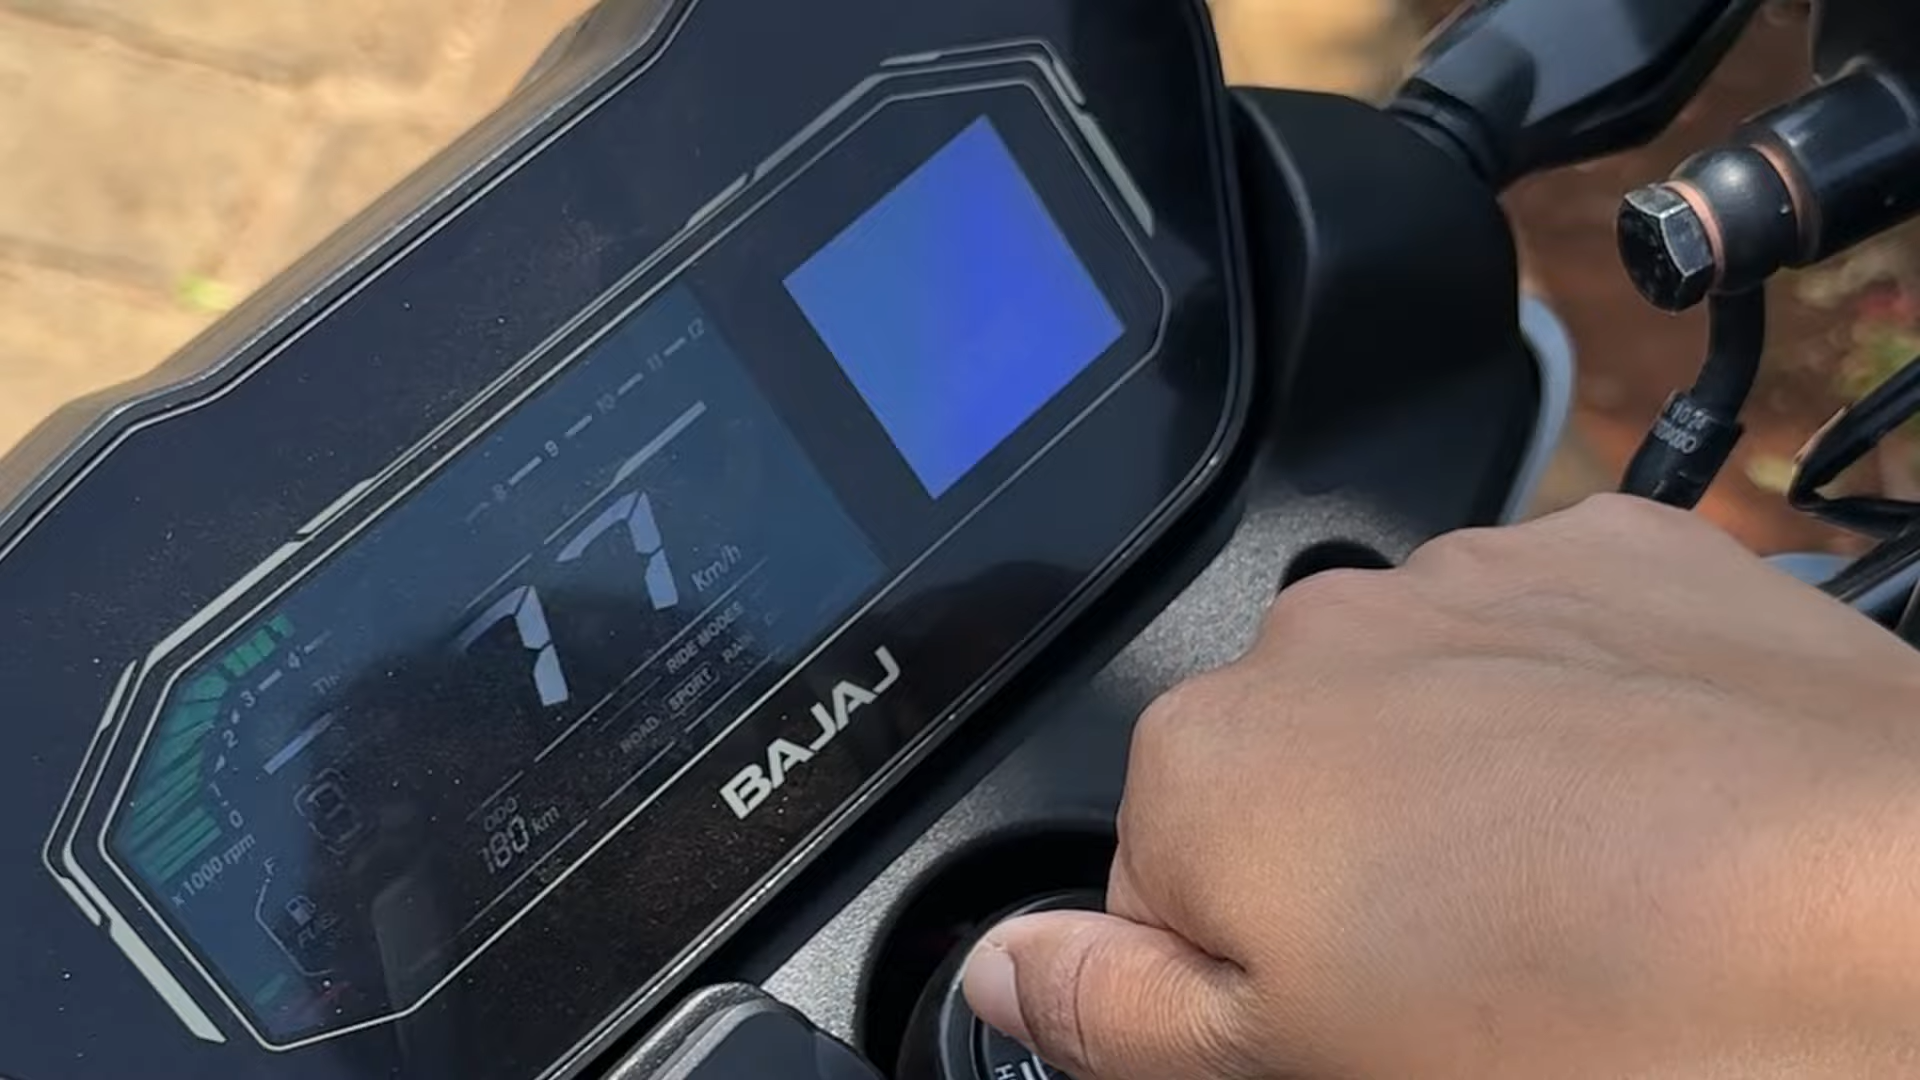 8 9 10 11 12
4
3
2
1
0
x1000 rpm
77 Km/h
RIDE MODES
ROAD SPORT RAIN
ODO
180 km
F
FUEL
BAJAJ